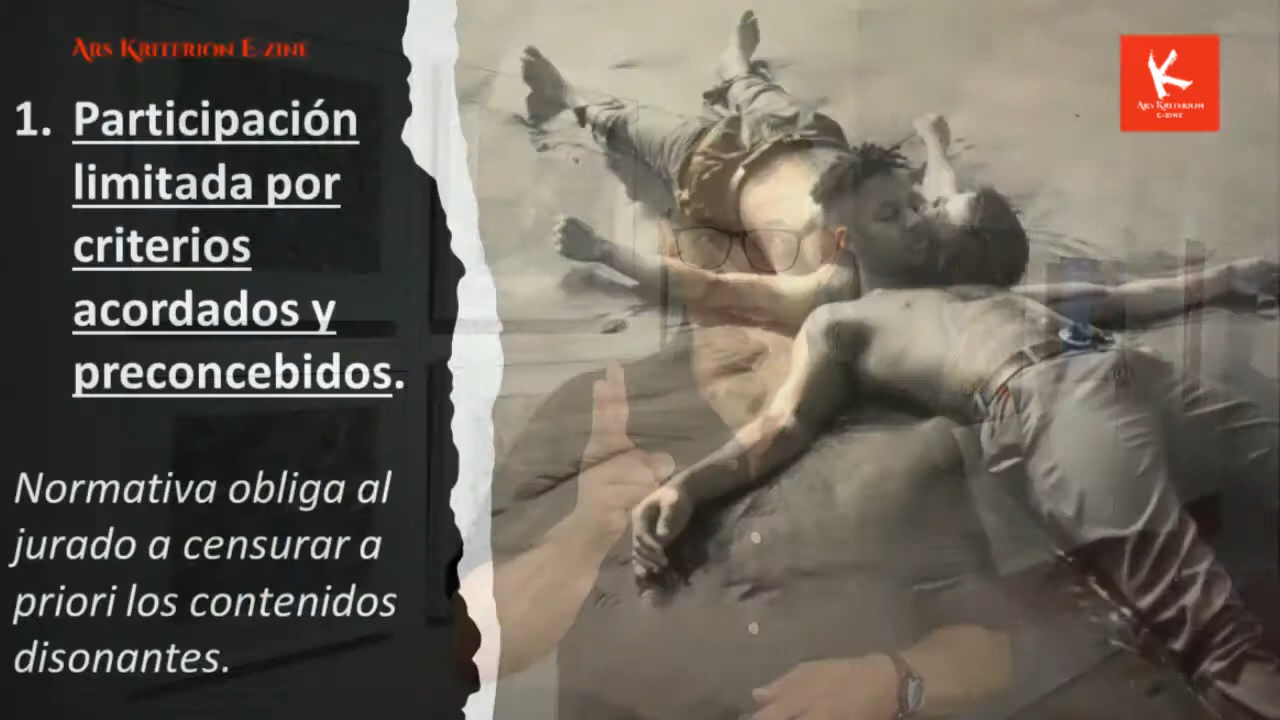 Ars Kriterion E-zine
1. Participación
limitada por
criterios
acordados y
preconcebidos.
Normativa obliga al
jurado a censurar a
priori los contenidos
disonantes.
K
Ars Kriterion
E-zine